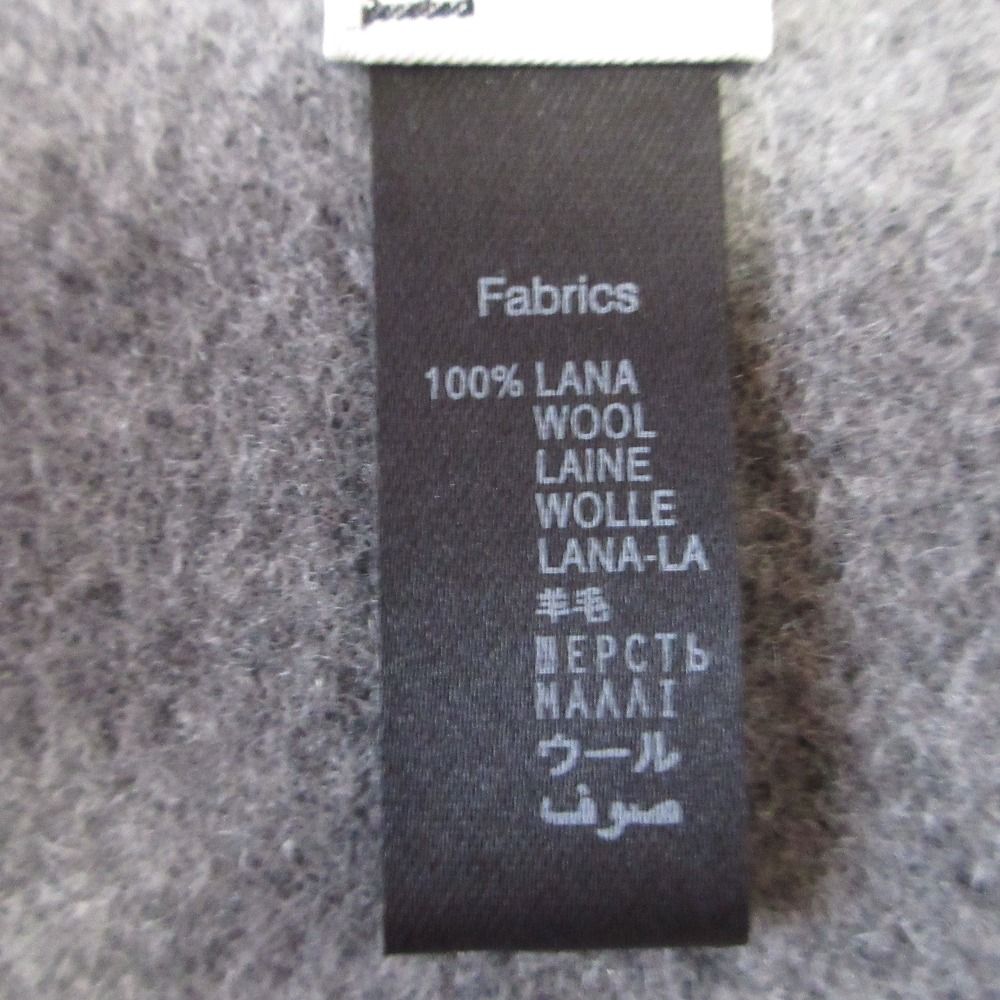 Fabrics
100% LANA
WOOL
LAINE
WOLLE
LANA-LA
羊毛
ШЕРСТЬ
ΜΑΛΛΙ
ウール
صوف